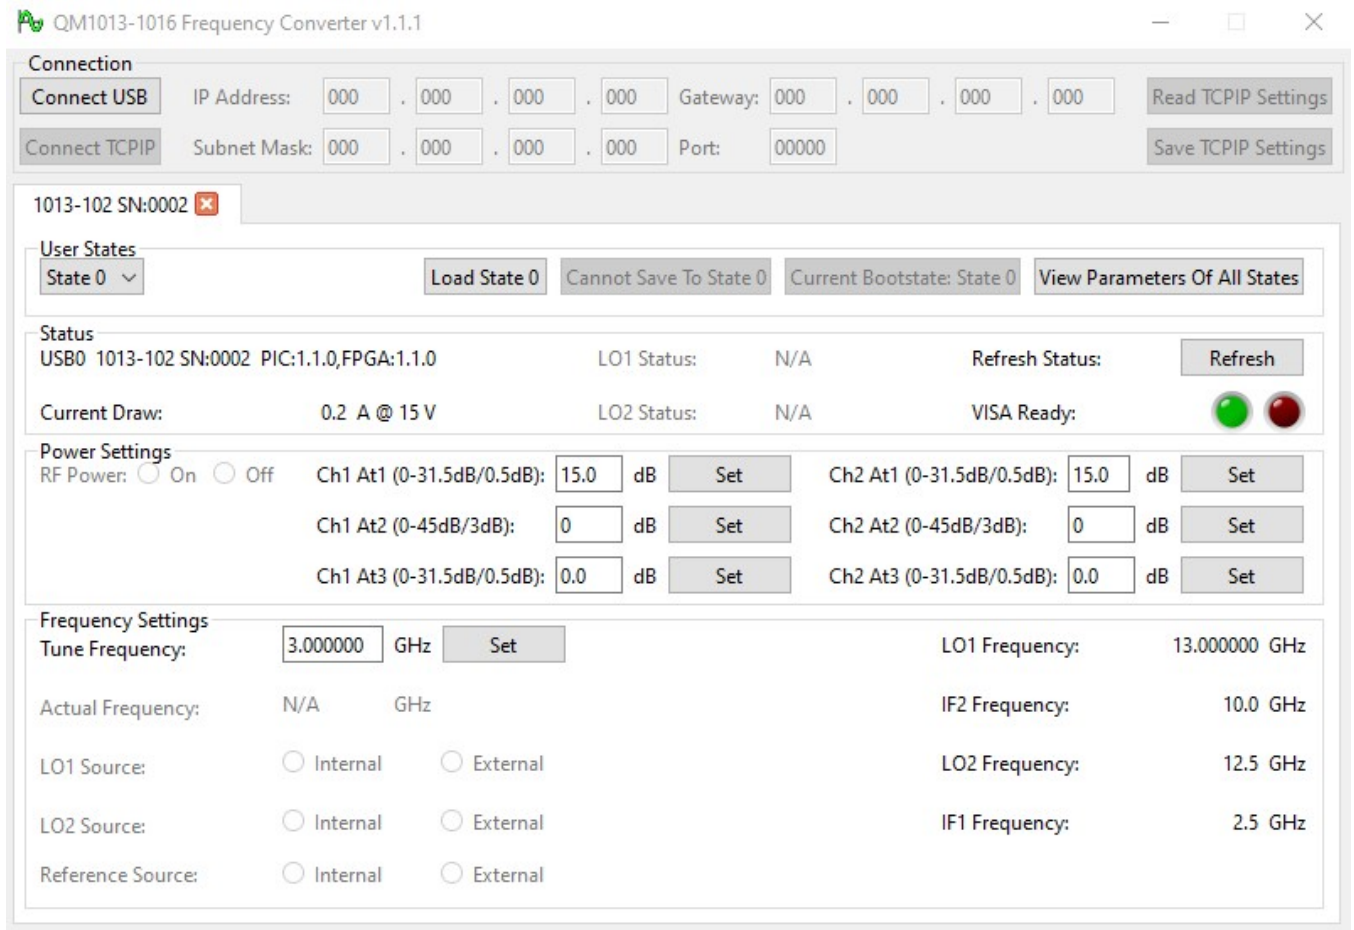 QM1013-1016 Frequency Converter v1.1.1
Connection
Connect USB IP Address: 000 . 000 . 000 . 000 Gateway: 000 . 000 . 000 . 000 Read TCPIP Settings
Connect TCPIP Subnet Mask: 000 . 000 . 000 . 000 Port: 00000 Save TCPIP Settings
1013-102 SN:0002
User States
State 0 Load State 0 Cannot Save To State 0 Current Bootstate: State 0 View Parameters Of All States
Status
USB0 1013-102 SN:0002 PIC:1.1.0,FPGA:1.1.0 LO1 Status: N/A Refresh Status: Refresh
Current Draw: 0.2 A @ 15 V LO2 Status: N/A VISA Ready:
Power Settings
RF Power: On Off Ch1 At1 (0-31.5dB/0.5dB): 15.0 dB Set Ch2 At1 (0-31.5dB/0.5dB): 15.0 dB Set
Ch1 At2 (0-45dB/3dB): 0 dB Set Ch2 At2 (0-45dB/3dB): 0 dB Set
Ch1 At3 (0-31.5dB/0.5dB): 0.0 dB Set Ch2 At3 (0-31.5dB/0.5dB): 0.0 dB Set
Frequency Settings
Tune Frequency: 3.000000 GHz Set LO1 Frequency: 13.000000 GHz
Actual Frequency: N/A GHz IF2 Frequency: 10.0 GHz
LO1 Source: Internal External LO2 Frequency: 12.5 GHz
LO2 Source: Internal External IF1 Frequency: 2.5 GHz
Reference Source: Internal External